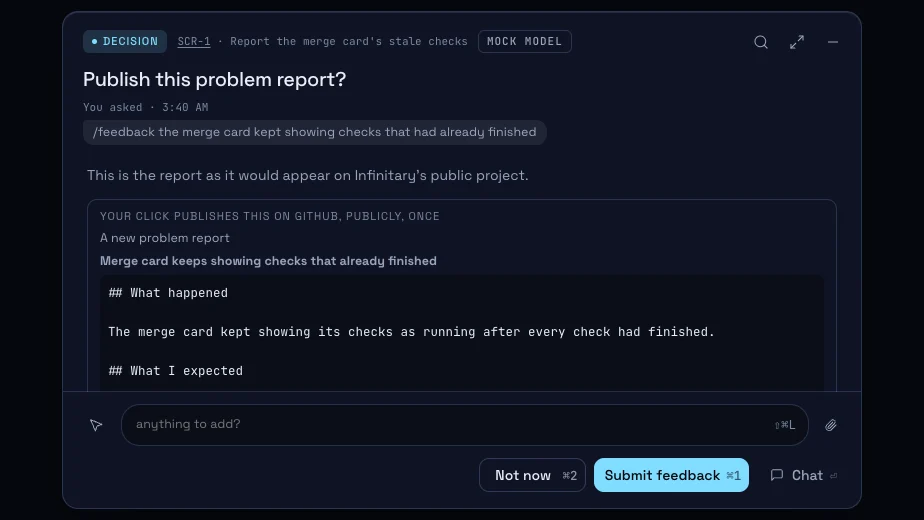 DECISION SCR-1 · Report the merge card's stale checks MOCK MODEL
Publish this problem report?
You asked · 3:40 AM
/feedback the merge card kept showing checks that had already finished
This is the report as it would appear on Infinitary's public project.
YOUR CLICK PUBLISHES THIS ON GITHUB, PUBLICLY, ONCE
A new problem report
Merge card keeps showing checks that already finished
## What happened
The merge card kept showing its checks as running after every check had finished.
## What I expected
anything to add? ⇧⌘L
Not now ⌘2 Submit feedback ⌘1 Chat ⏎